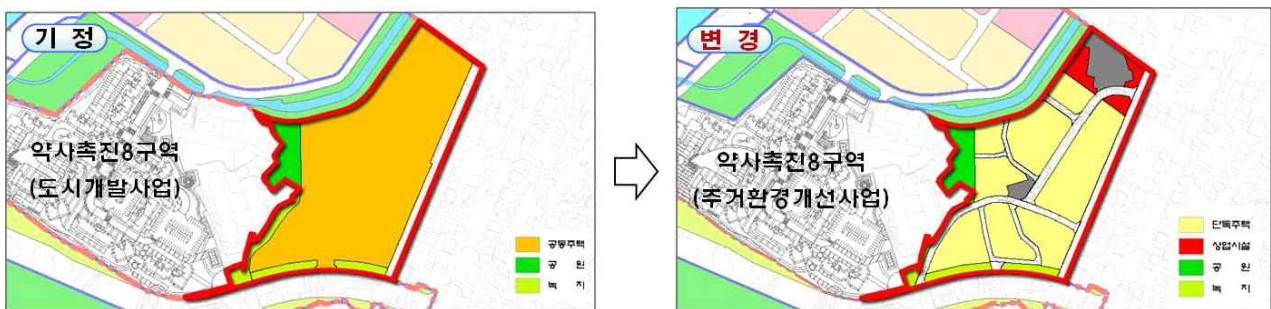 기 정
약사촉진8구역
(도시개발사업)
공동주택
공 원
녹 지
변 경
약사촉진8구역
(주거환경개선사업)
단독주택
상업시설
공 원
녹 지